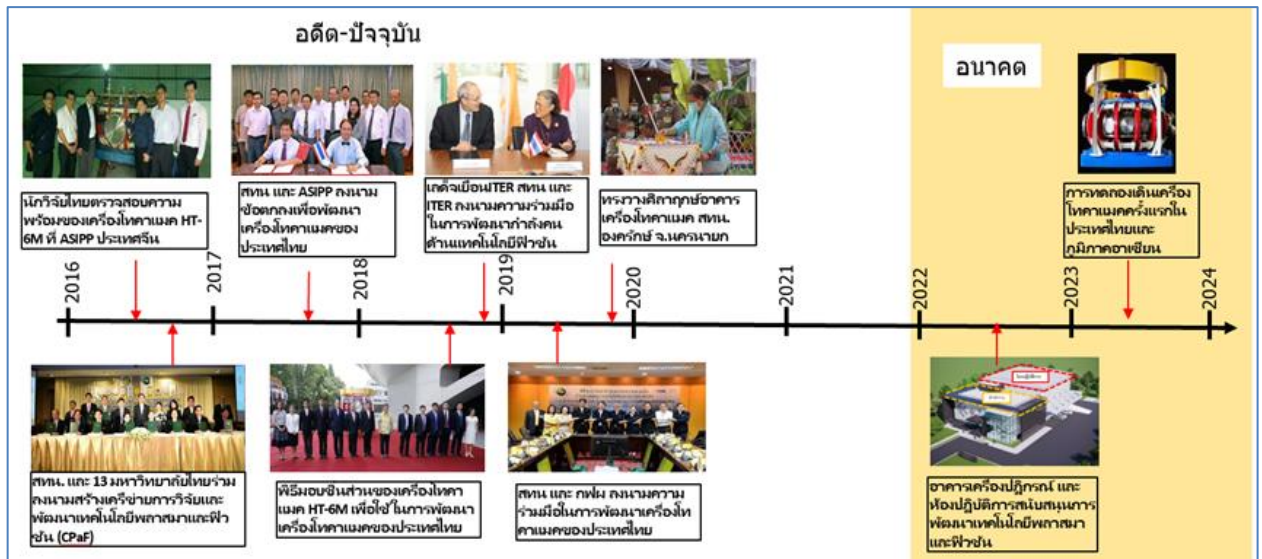 อดีต-ปัจจุบัน
อนาคต
นักวิจัยไทยตรวจสอบความ
พร้อมของเครื่องโทคาแมค HT-
6M ที่ ASIPP ประเทศจีน
สทน และ ASIPP ลงนาม
ข้อตกลงเพื่อพัฒนา
เครื่องโทคาแมคของ
ประเทศไทย
เสด็จเยือนITER สทน และ
ITER ลงนามความร่วมมือ
ในการพัฒนากำลังคน
ด้านเทคโนโลยีฟิวชัน
ทรงวางศิลาฤกษ์อาคาร
เครื่องโทคาแมค สทน.
องครักษ์ จ.นครนายก
การทดลองเดินเครื่อง
โทคาแมคครั้งแรกใน
ประเทศไทยและ
ภูมิภาคอาเซียน
2016
2017
2018
2019
2020
2021
2022
2023
2024
สทน. และ 13 มหาวิทยาลัยไทยร่วม
ลงนามสร้างเครือข่ายการวิจัยและ
พัฒนาเทคโนโลยีพลาสมาและฟิว
ชัน (CPaF)
พิธีมอบชิ้นส่วนของเครื่องโทคา
แมค HT-6M เพื่อใช้ ในการพัฒนา
เครื่องโทคาแมคของประเทศไทย
สทน และ กฟผ ลงนามความ
ร่วมมือในการพัฒนาเครื่องโท
คาแมคของประเทศไทย
อาคารเครื่องปฏิกรณ์ และ
ห้องปฏิบัติการสนับสนุนการ
พัฒนาเทคโนโลยีพลาสมา
และฟิวชัน